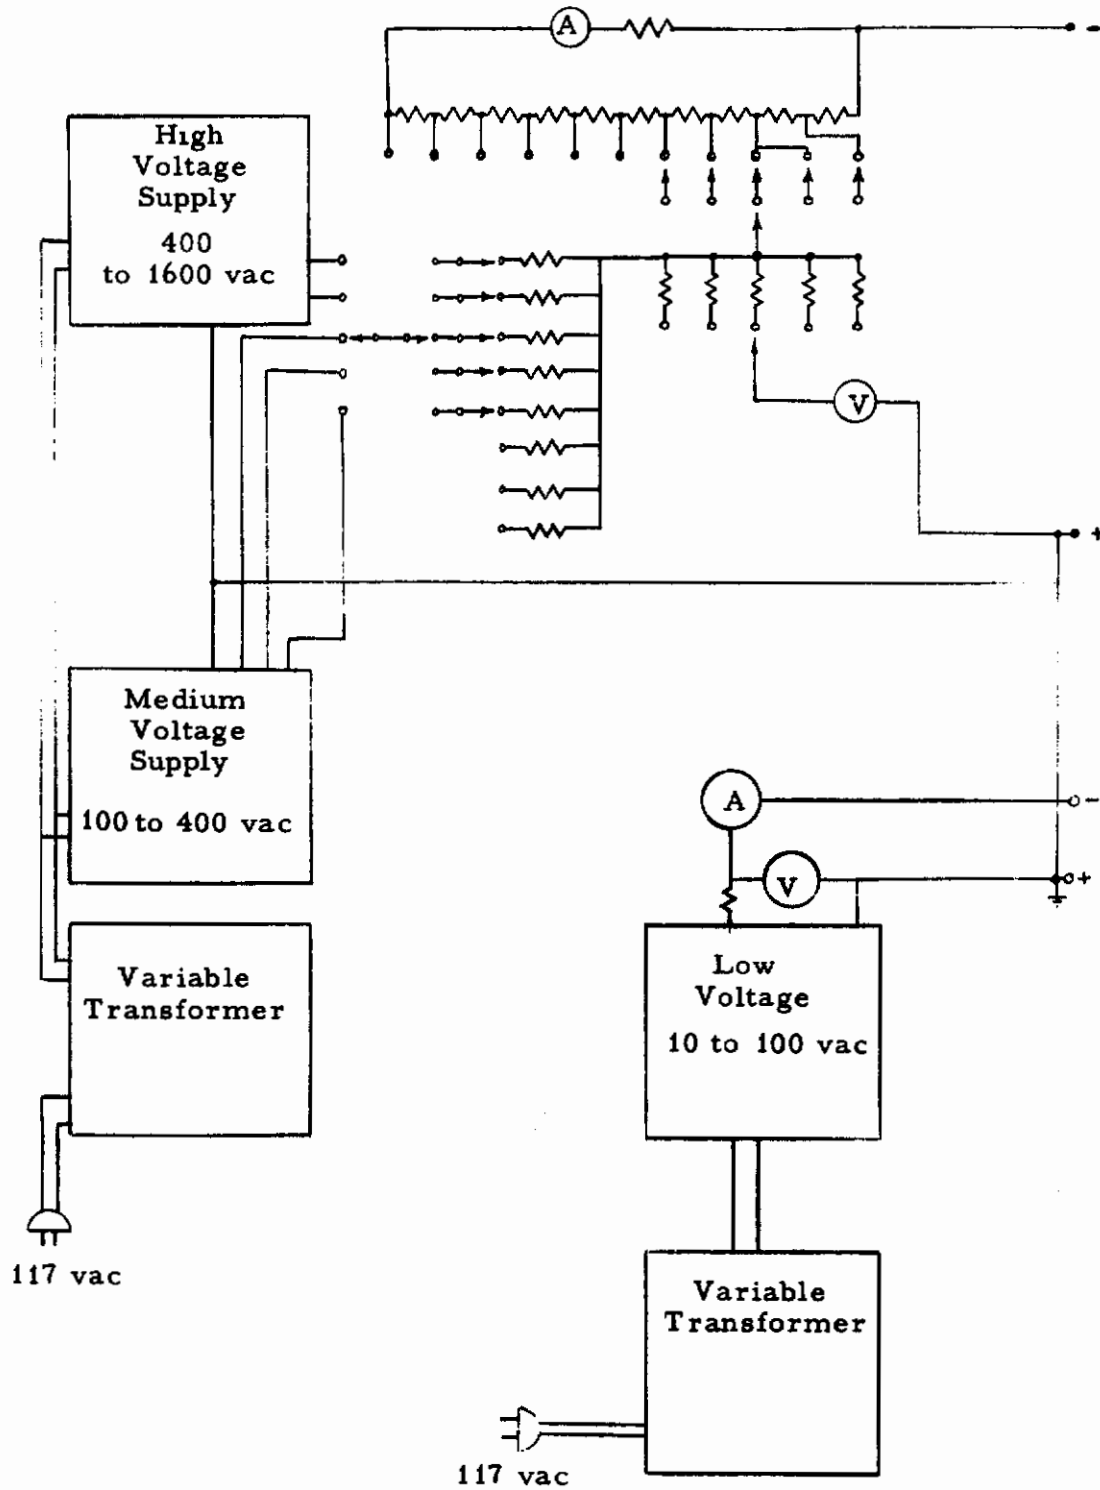 A
-
High
Voltage
Supply
400
to 1600 vac
V
+
Medium
Voltage
Supply
100 to 400 vac
A
-
V
+
Variable
Transformer
Low
Voltage
10 to 100 vac
117 vac
Variable
Transformer
117 vac